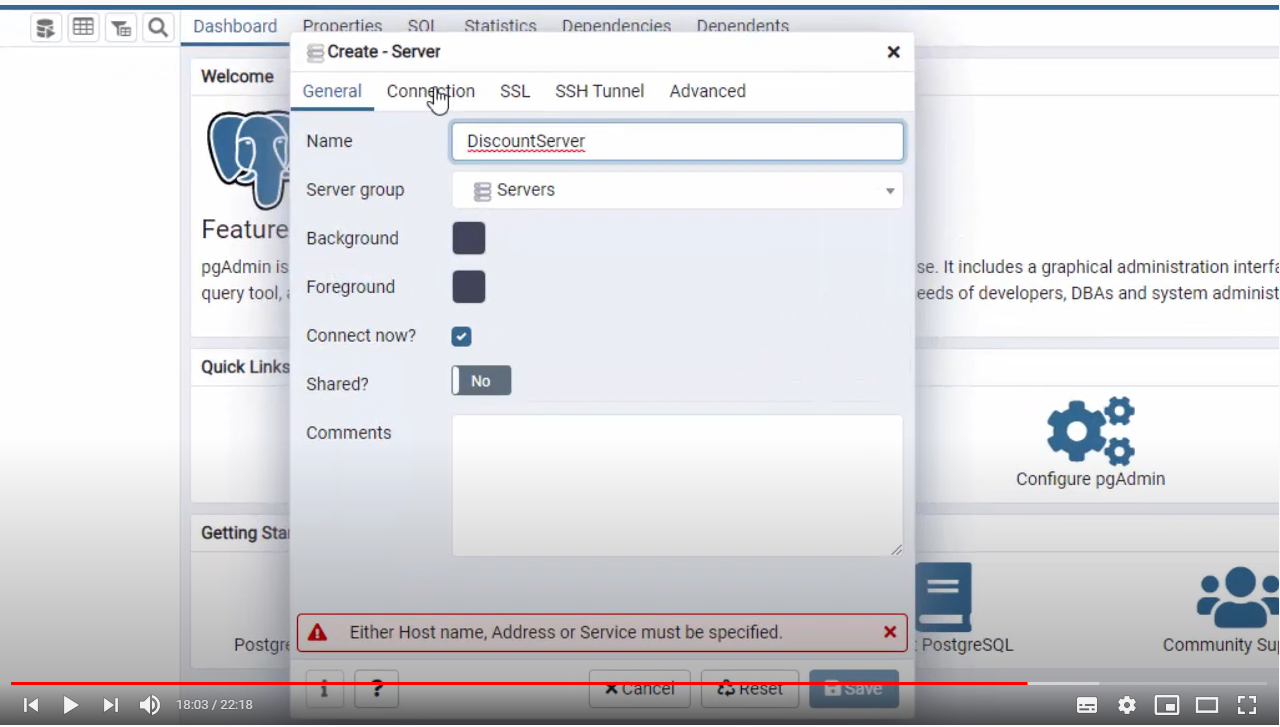 Dashboard Properties SQL Statistics Dependencies Dependents
Create - Server
Welcome
General Connection SSL SSH Tunnel Advanced
Name DiscountServer
Server group Servers
Feature
Background
pgAdmin is
se. It includes a graphical administration interfa
Foreground
query tool,
eeds of developers, DBAs and system administ
Connect now?
Quick Links
Shared? No
Comments
Configure pgAdmin
Getting Star
Either Host name, Address or Service must be specified.
Postgre
PostgreSQL
Community Sup
i ? Cancel Reset Save
18:03 / 22:18